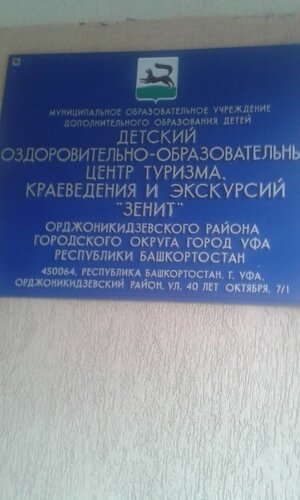 МУНИЦИПАЛЬНОЕ ОБРАЗОВАТЕЛЬНОЕ УЧРЕЖДЕНИЕ
ДОПОЛНИТЕЛЬНОГО ОБРАЗОВАНИЯ ДЕТЕЙ
ДЕТСКИЙ
ОЗДОРОВИТЕЛЬНО-ОБРАЗОВАТЕЛЬНЫ
ЦЕНТР ТУРИЗМА,
КРАЕВЕДЕНИЯ И ЭКСКУРСИЙ
"ЗЕНИТ"
ОРДЖОНИКИДЗЕВСКОГО РАЙОНА
ГОРОДСКОГО ОКРУГА ГОРОД УФА
РЕСПУБЛИКИ БАШКОРТОСТАН
450064, РЕСПУБЛИКА БАШКОРТОСТАН, Г. УФА,
ОРДЖОНИКИДЗЕВСКИЙ РАЙОН, УЛ. 40 ЛЕТ ОКТЯБРЯ, 7/1